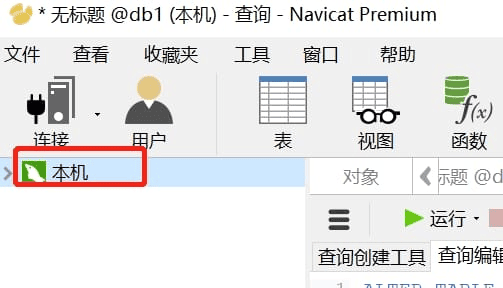 * 无标题 @db1 (本机) - 查询 - Navicat Premium
文件 查看 收藏夹 工具 窗口 帮助
f(x)
连接 用户 表 视图 函数
本机
对象 标题 @d
运行
查询创建工具 查询编辑
1 ALTER TABLE